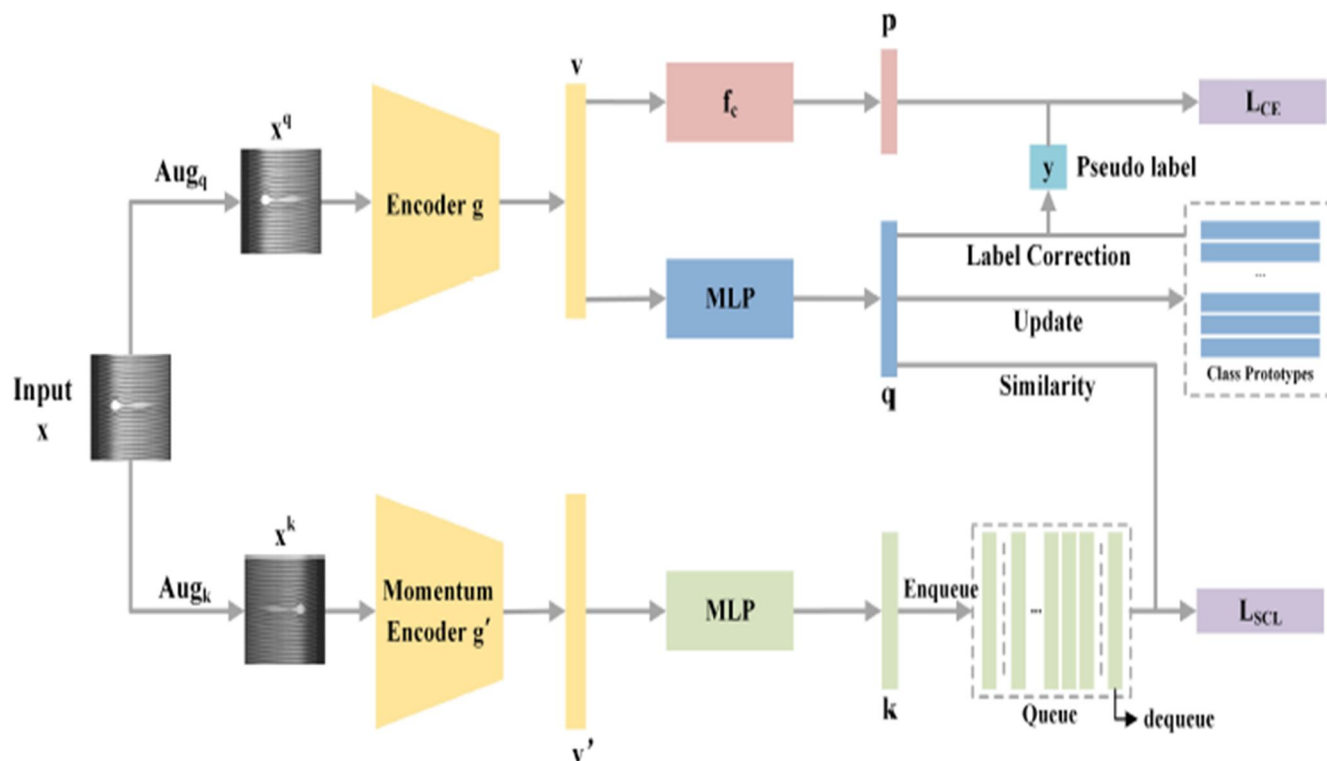 p
v
f_c
L_CE
x^q
Aug_q
y Pseudo label
Encoder g
Label Correction
...
MLP
Update
Input
x
q
Similarity
Class Prototypes
x^k
Aug_k
Momentum
Encoder g′
MLP
Enqueue
...
L_SCL
k
Queue
dequeue
v′